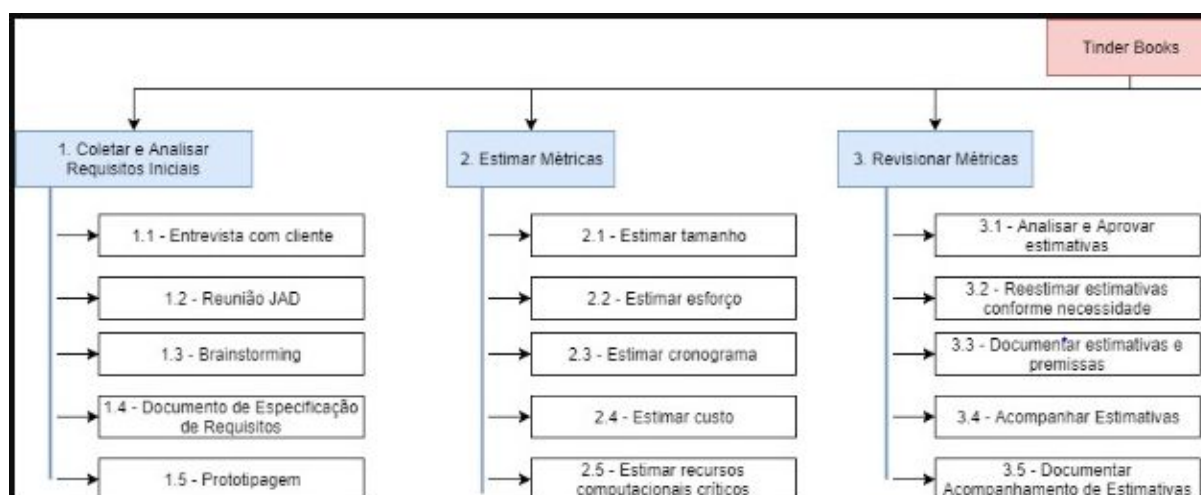 Tinder Books
1. Coletar e Analisar
Requisitos Iniciais
1.1 - Entrevista com cliente
1.2 - Reunião JAD
1.3 - Brainstorming
1.4 - Documento de Especificação
de Requisitos
1.5 - Prototipagem
2. Estimar Métricas
2.1 - Estimar tamanho
2.2 - Estimar esforço
2.3 - Estimar cronograma
2.4 - Estimar custo
2.5 - Estimar recursos
computacionais críticos
3. Revisionar Métricas
3.1 - Analisar e Aprovar
estimativas
3.2 - Reestimar estimativas
conforme necessidade
3.3 - Documentar estimativas e
premissas
3.4 - Acompanhar Estimativas
3.5 - Documentar
Acompanhamento de Estimativas